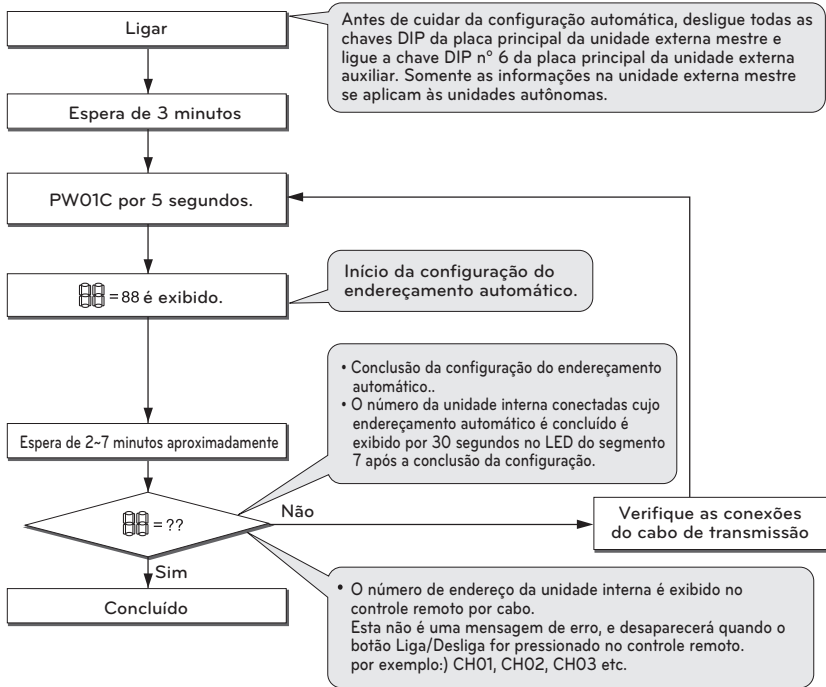 Ligar
Antes de cuidar da configuração automática, desligue todas as
chaves DIP da placa principal da unidade externa mestre e
ligue a chave DIP nº 6 da placa principal da unidade externa
auxiliar. Somente as informações na unidade externa mestre
se aplicam às unidades autônomas.
Espera de 3 minutos
PW01C por 5 segundos.
88 = 88 é exibido.
Início da configuração do
endereçamento automático.
• Conclusão da configuração do endereçamento
automático..
• O número da unidade interna conectadas cujo
endereçamento automático é concluído é
exibido por 30 segundos no LED do segmento
7 após a conclusão da configuração.
Espera de 2~7 minutos aproximadamente
88 = ??
Não
Verifique as conexões
do cabo de transmissão
Sim
Concluído
• O número de endereço da unidade interna é exibido no
controle remoto por cabo.
Esta não é uma mensagem de erro, e desaparecerá quando o
botão Liga/Desliga for pressionado no controle remoto.
por exemplo:) CH01, CH02, CH03 etc.